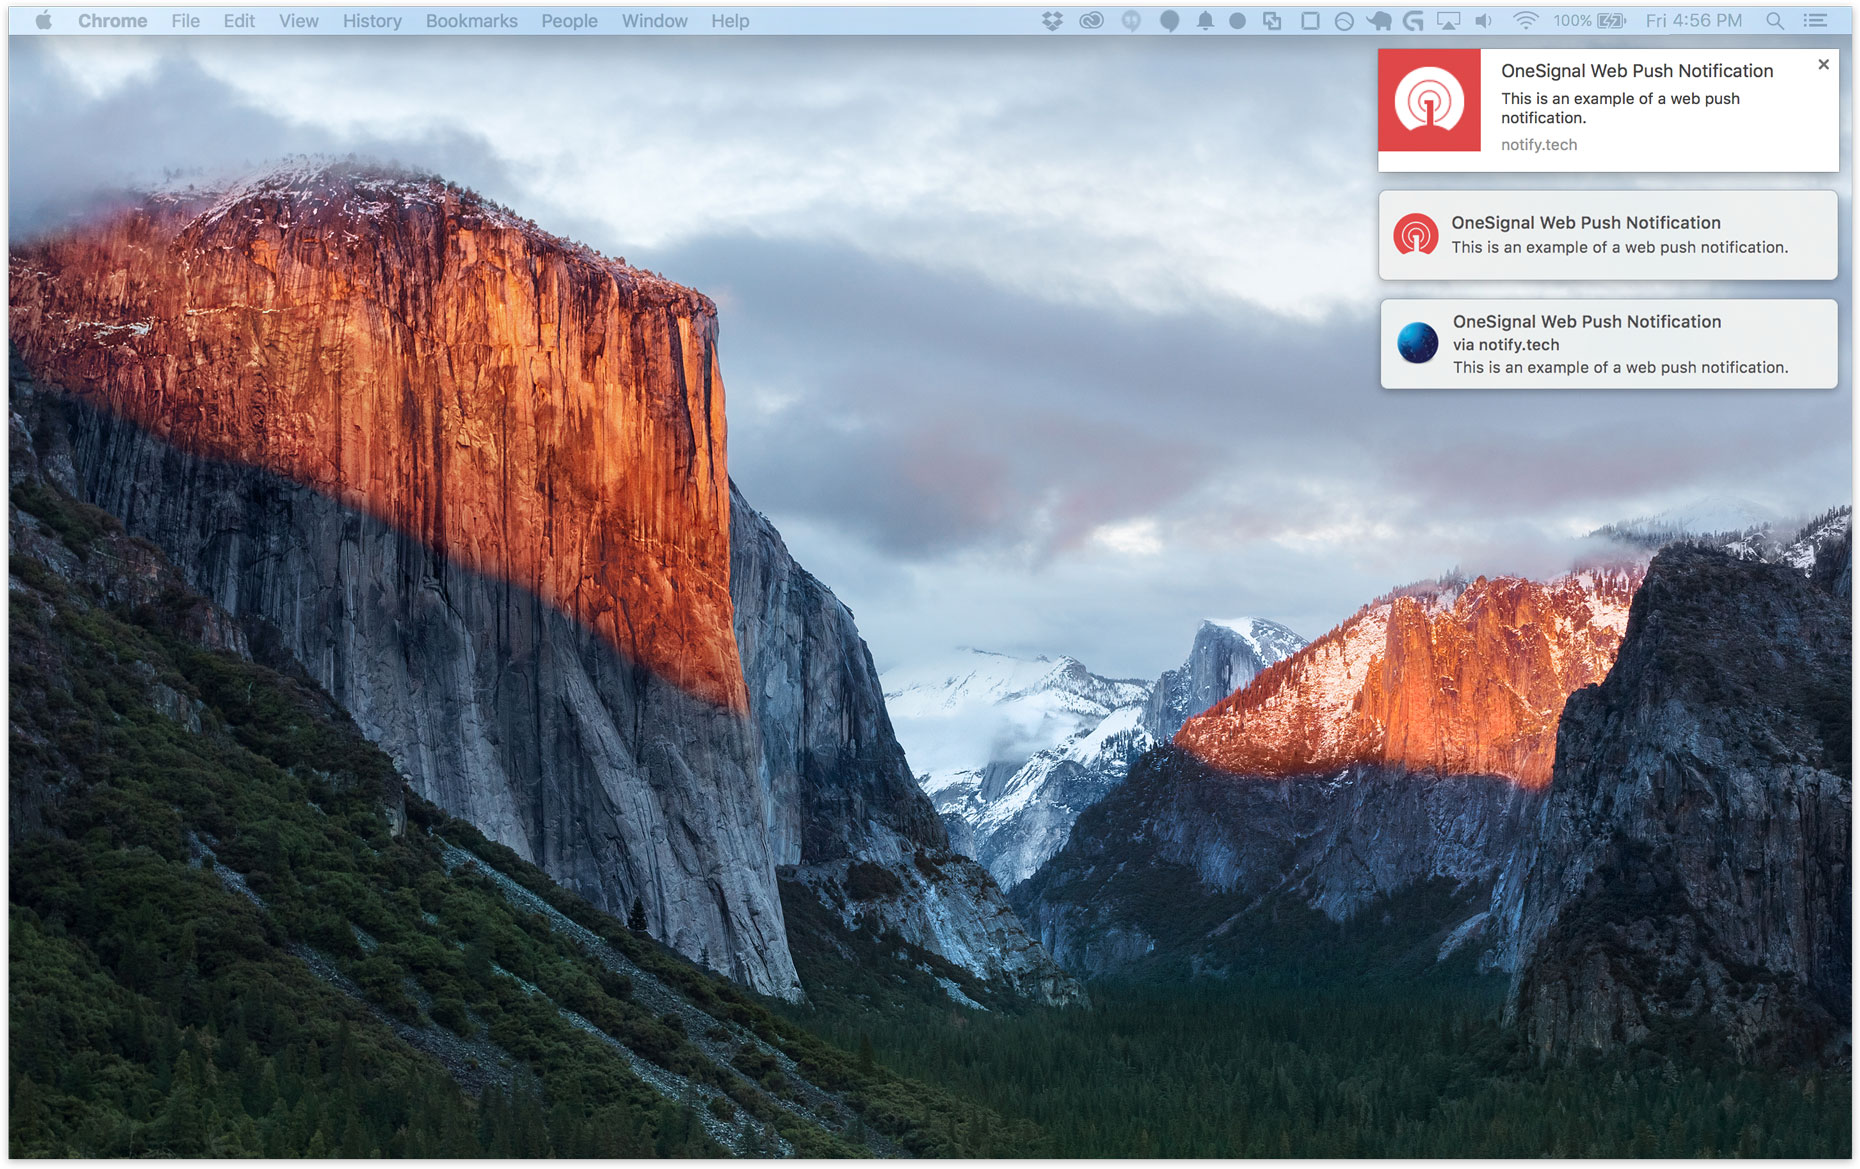 Chrome File Edit View History Bookmarks People Window Help 100% Fri 4:56 PM
OneSignal Web Push Notification
This is an example of a web push
notification.
notify.tech
OneSignal Web Push Notification
This is an example of a web push notification.
OneSignal Web Push Notification
via notify.tech
This is an example of a web push notification.